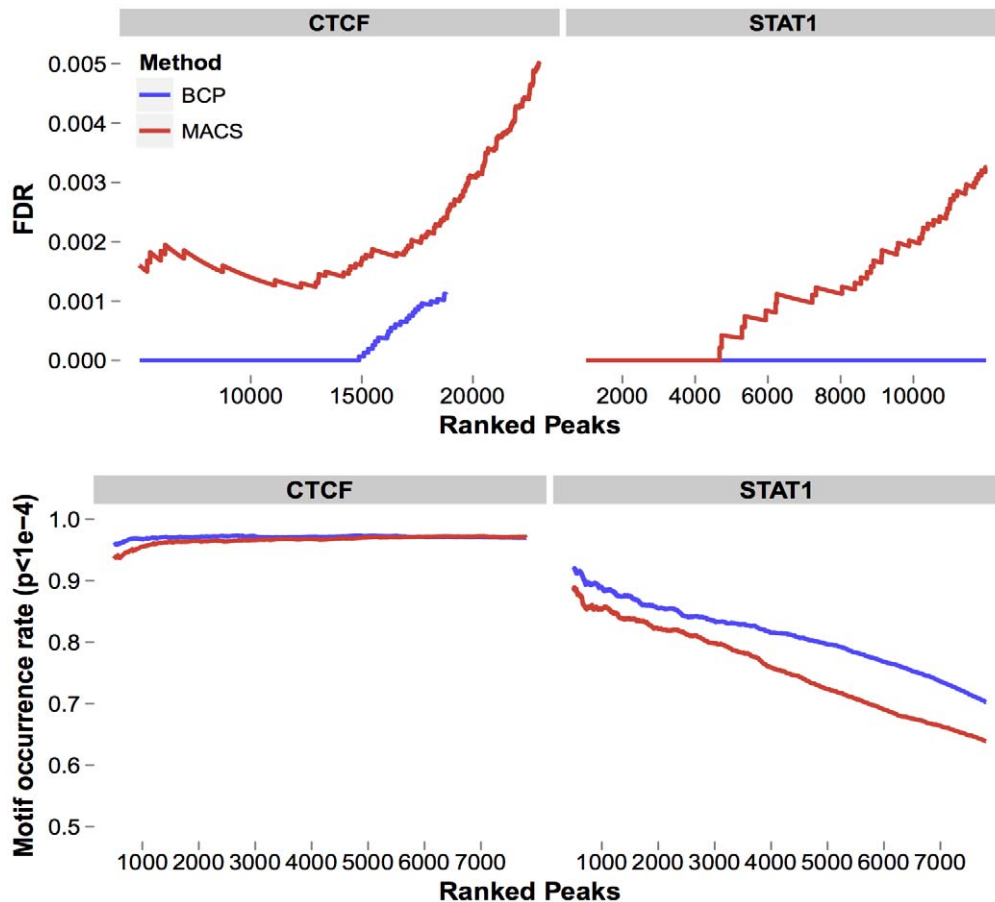 CTCF STAT1
Method
BCP
MACS
FDR
0.005
0.004
0.003
0.002
0.001
0.000
10000 15000 20000 2000 4000 6000 8000 10000
Ranked Peaks
CTCF STAT1
Motif occurrence rate (p<1e−4)
1.0
0.9
0.8
0.7
0.6
0.5
1000 2000 3000 4000 5000 6000 7000 1000 2000 3000 4000 5000 6000 7000
Ranked Peaks